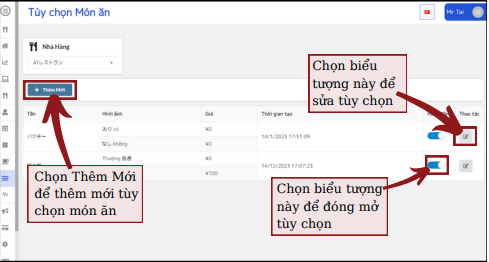 Tùy chọn Món ăn
Mr Tai
Nhà Hàng
ATレストラン
+ Thêm Mới
Chọn biểu
tượng này để
sửa tùy chọn
Tên
Hình ảnh
Giá
Thời gian tạo
Thao tác
パクチー
あり có
¥0
なし Không
¥0
14/1/2023 17:51:09
Thường 普通
¥0
¥100
14/12/2023 17:07:23
Chọn Thêm Mới
để thêm mới tùy
chọn món ăn
Chọn biểu tượng
này để đóng mở
tùy chọn